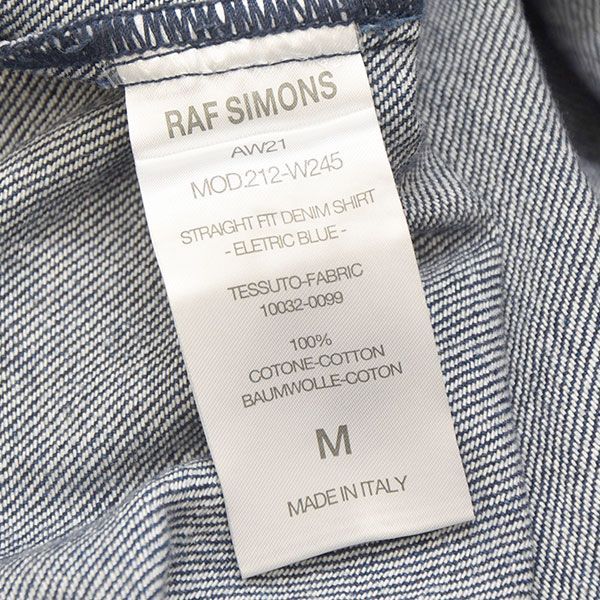 RAF SIMONS
AW21
MOD.212-W245
STRAIGHT FIT DENIM SHIRT
- ELETRIC BLUE -
TESSUTO-FABRIC
10032-0099
100%
COTONE-COTTON
BAUMWOLLE-COTON
M
MADE IN ITALY